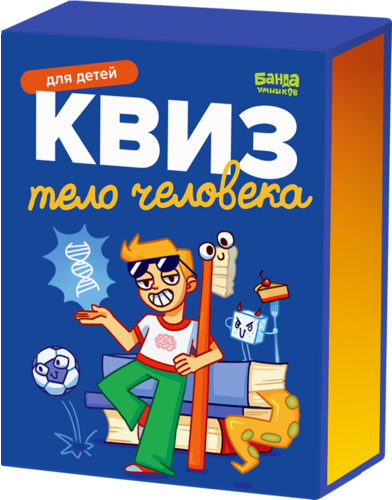 для детей
банда
умников
КВИЗ
тело человека